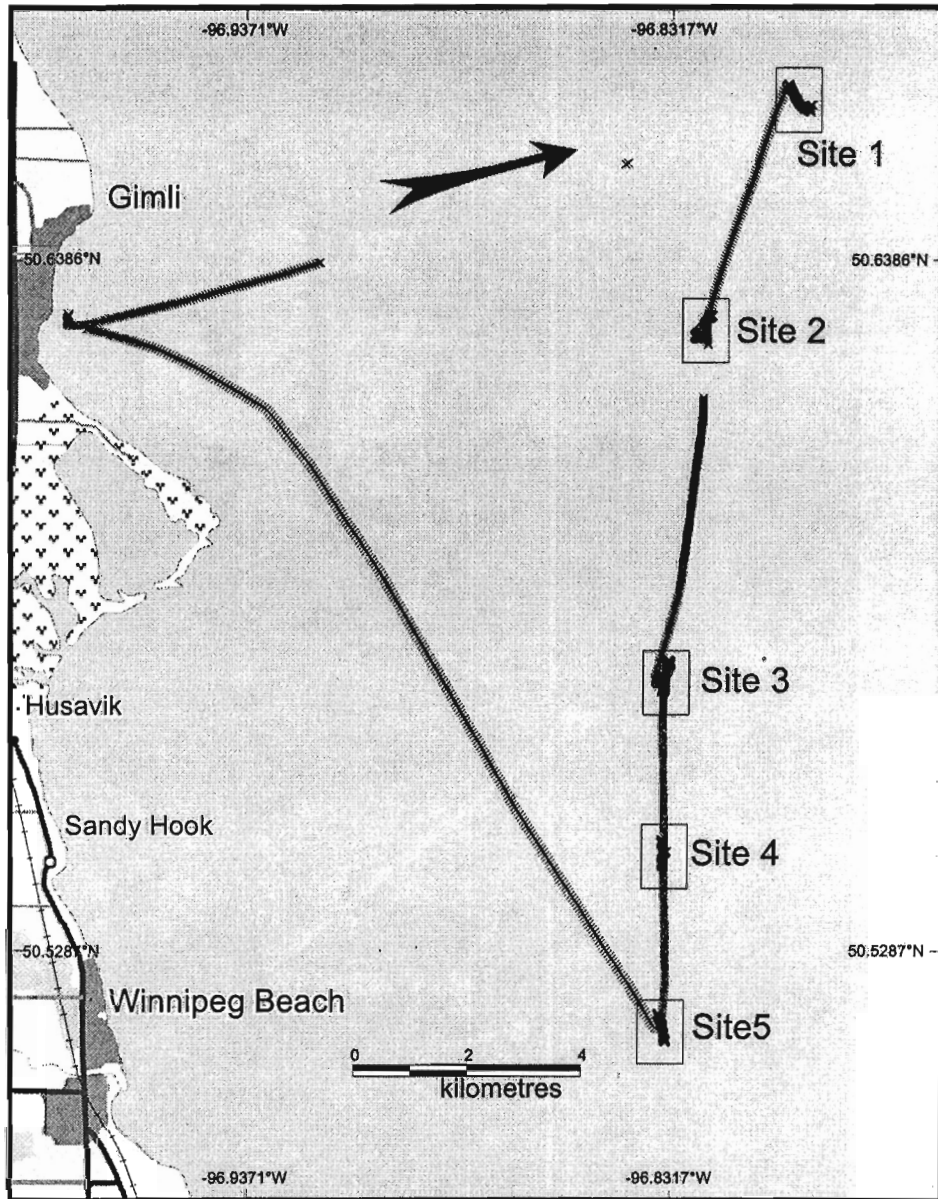 -96.9371°W
-96.8317°W
Site 1
Gimli
50.6386°N
50.6386°N
Site 2
Site 3
Husavik
Sandy Hook
Site 4
50.5287°N
50.5287°N
Winnipeg Beach
Site5
0 2 4
kilometres
-96.9371°W
-96.8317°W